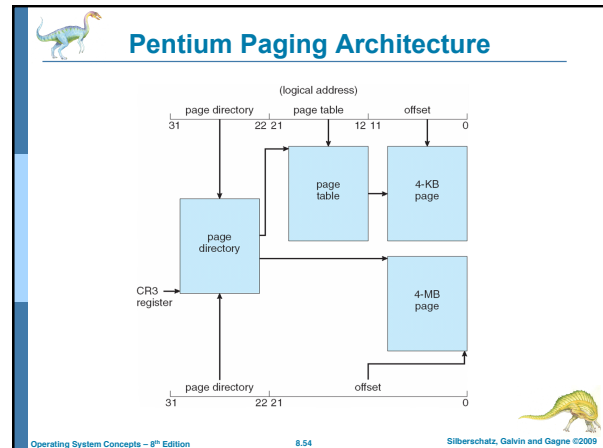 Pentium Paging Architecture
(logical address)
page directory page table offset
31 22 21 12 11 0
page
table
4-KB
page
page
directory
CR3
register
4-MB
page
page directory offset
31 22 21 0
Operating System Concepts – 8th Edition 8.54 Silberschatz, Galvin and Gagne ©2009